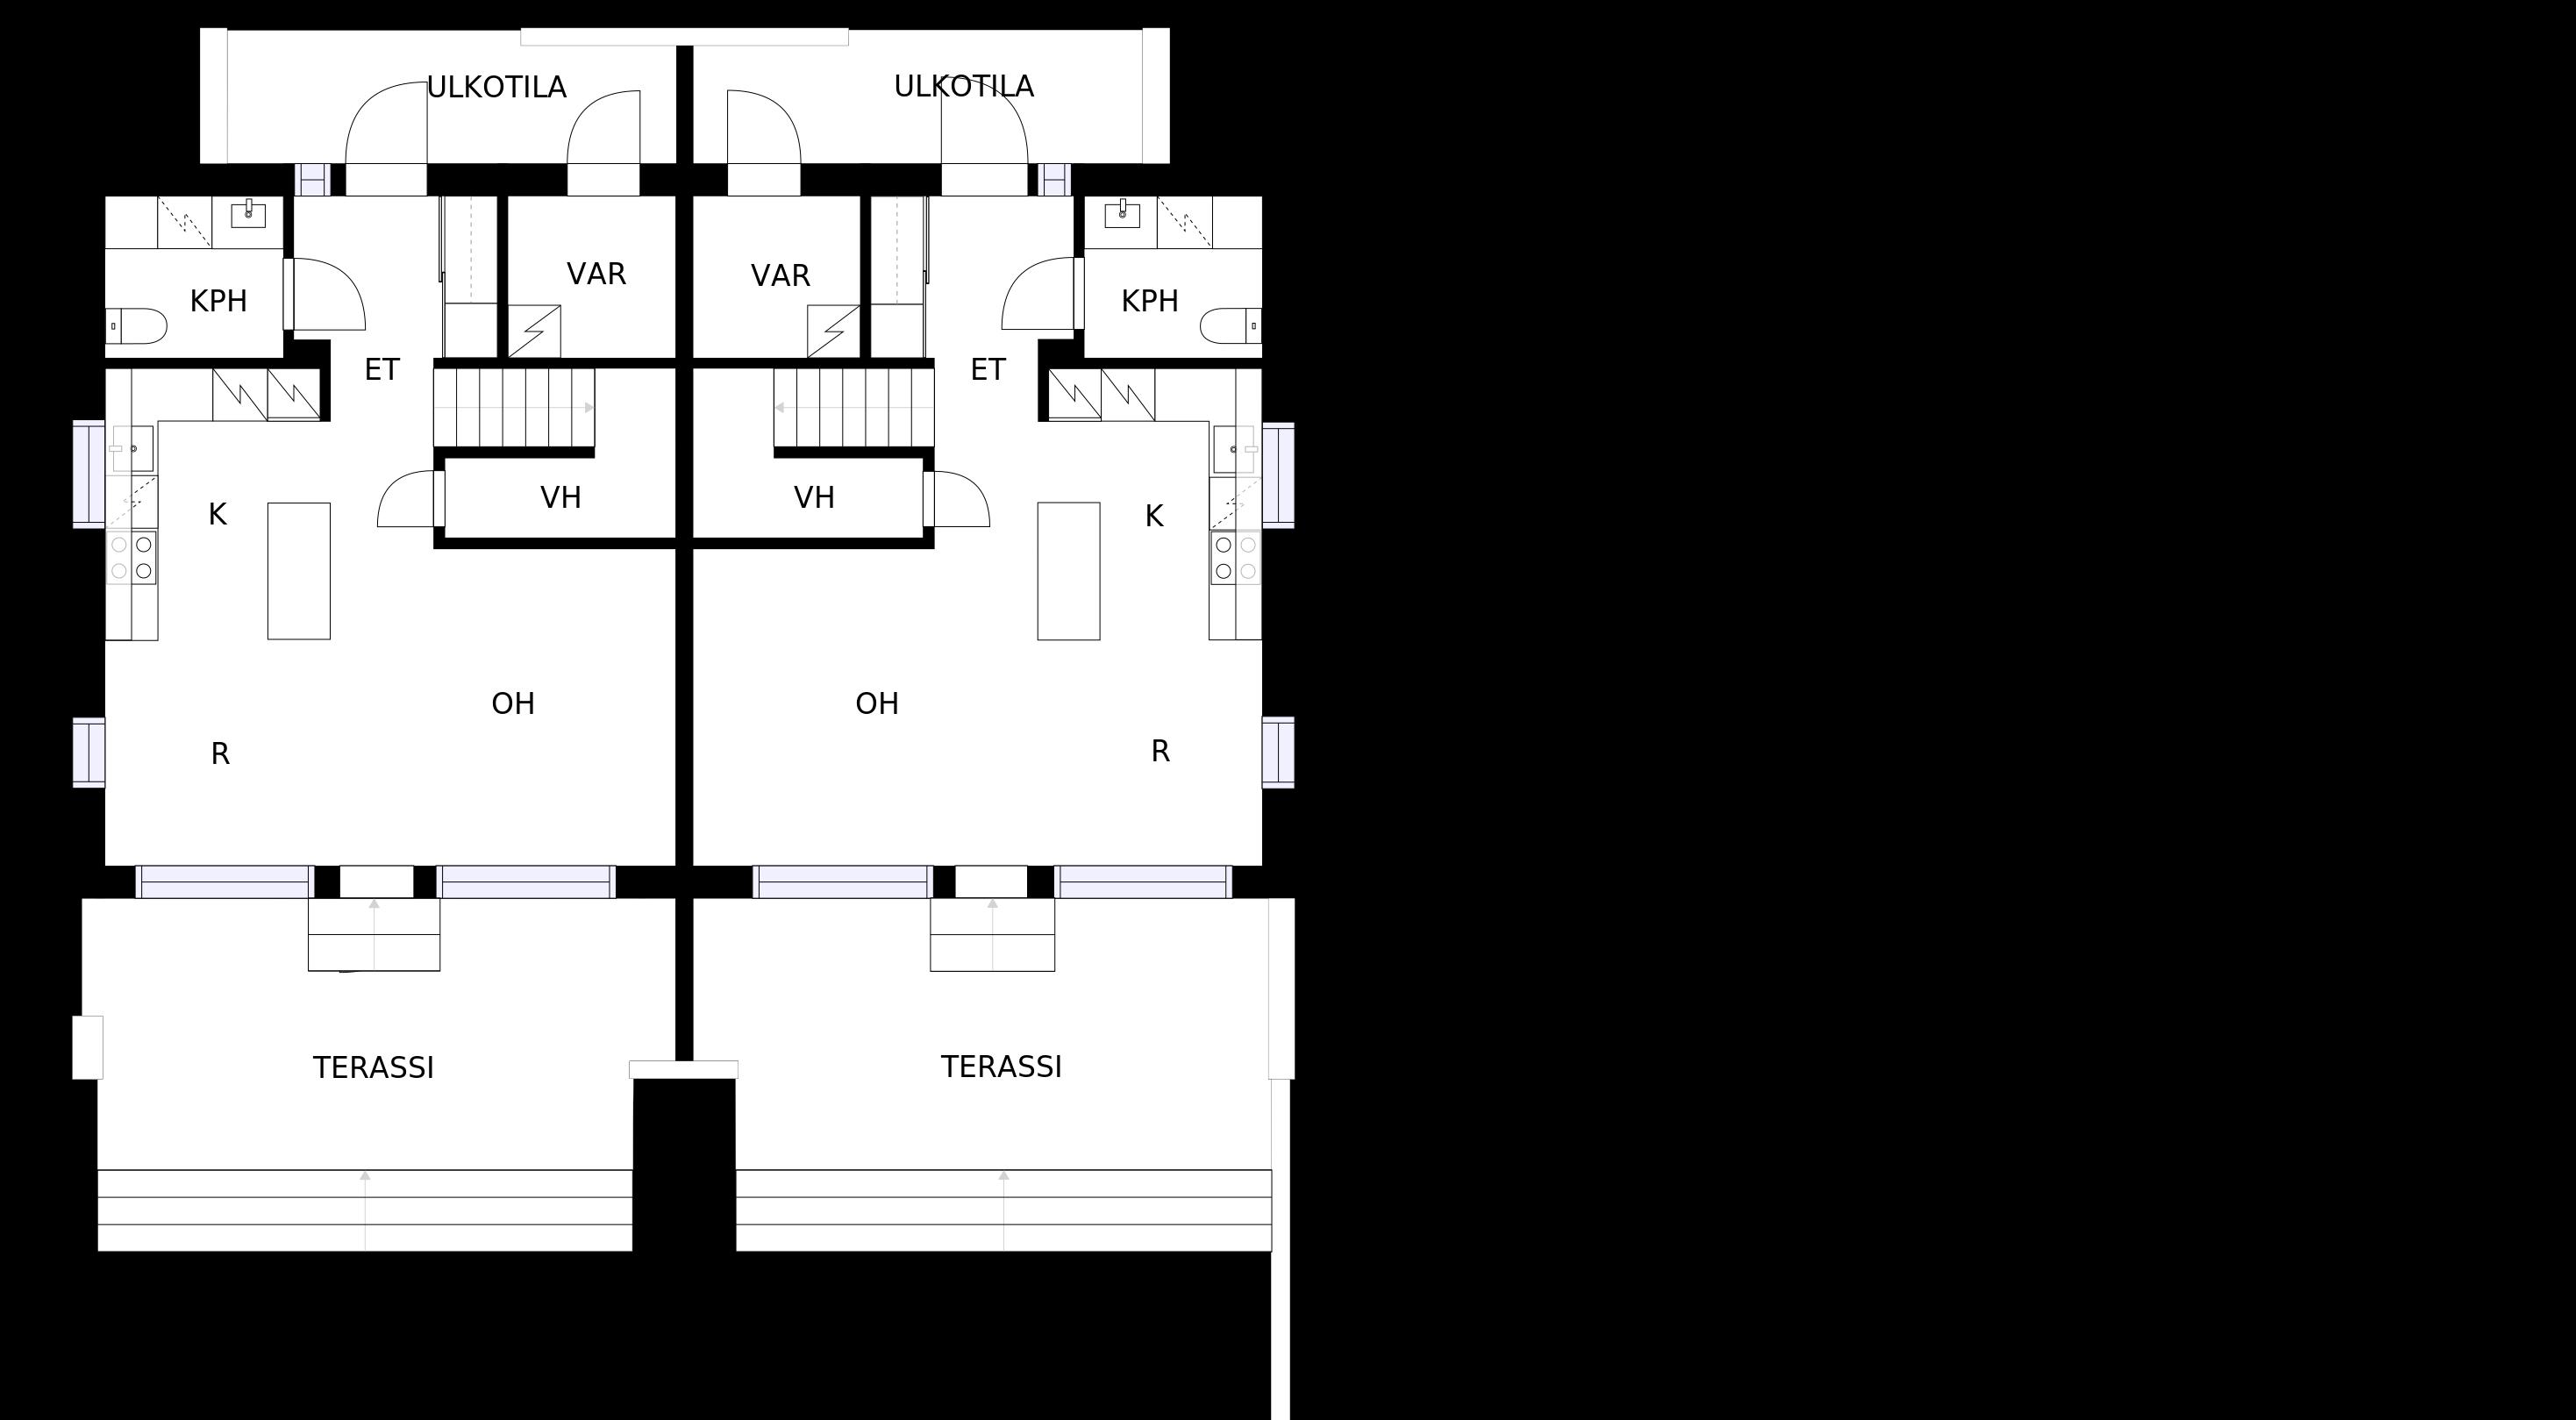 ULKOTILA
ULKOTILA
VAR
VAR
KPH
KPH
ET
ET
VH
VH
K
K
OH
OH
R
R
TERASSI
TERASSI